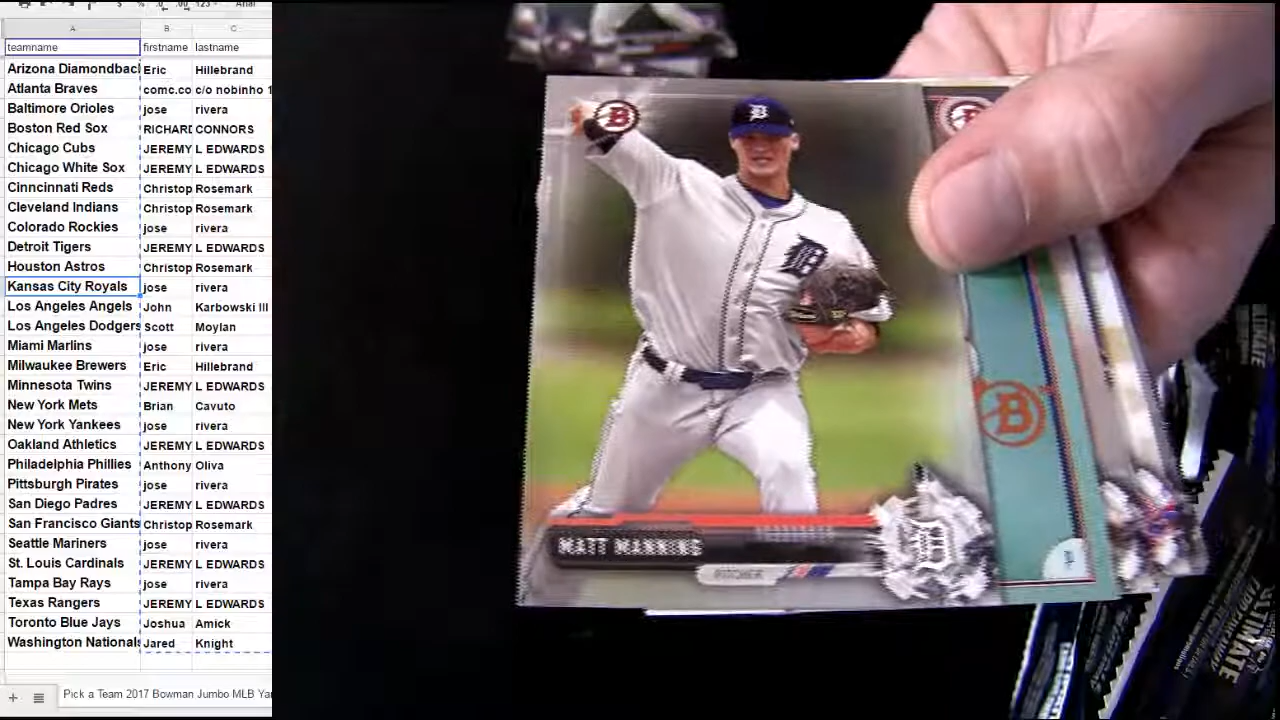 $ % .0 .00 123 Arial
A B C
teamname firstname lastname
Arizona Diamondbac Eric Hillebrand
Atlanta Braves comc.co c/o nobinho 1
Baltimore Orioles jose rivera
Boston Red Sox RICHARD CONNORS
Chicago Cubs JEREMY L EDWARDS
Chicago White Sox JEREMY L EDWARDS
Cinncinnati Reds Christop Rosemark
Cleveland Indians Christop Rosemark
Colorado Rockies jose rivera
Detroit Tigers JEREMY L EDWARDS
Houston Astros Christop Rosemark
Kansas City Royals jose rivera
Los Angeles Angels John Karbowski III
Los Angeles Dodgers Scott Moylan
Miami Marlins jose rivera
Milwaukee Brewers Eric Hillebrand
Minnesota Twins JEREMY L EDWARDS
New York Mets Brian Cavuto
New York Yankees jose rivera
Oakland Athletics JEREMY L EDWARDS
Philadelphia Phillies Anthony Oliva
Pittsburgh Pirates jose rivera
San Diego Padres JEREMY L EDWARDS
San Francisco Giants Christop Rosemark
Seattle Mariners jose rivera
St. Louis Cardinals JEREMY L EDWARDS
Tampa Bay Rays jose rivera
Texas Rangers JEREMY L EDWARDS
Toronto Blue Jays Joshua Amick
Washington Nationals Jared Knight
Pick a Team 2017 Bowman Jumbo MLB Yan
B
D
D
MATT MANNING
PITCHER
B
ULTIMATE